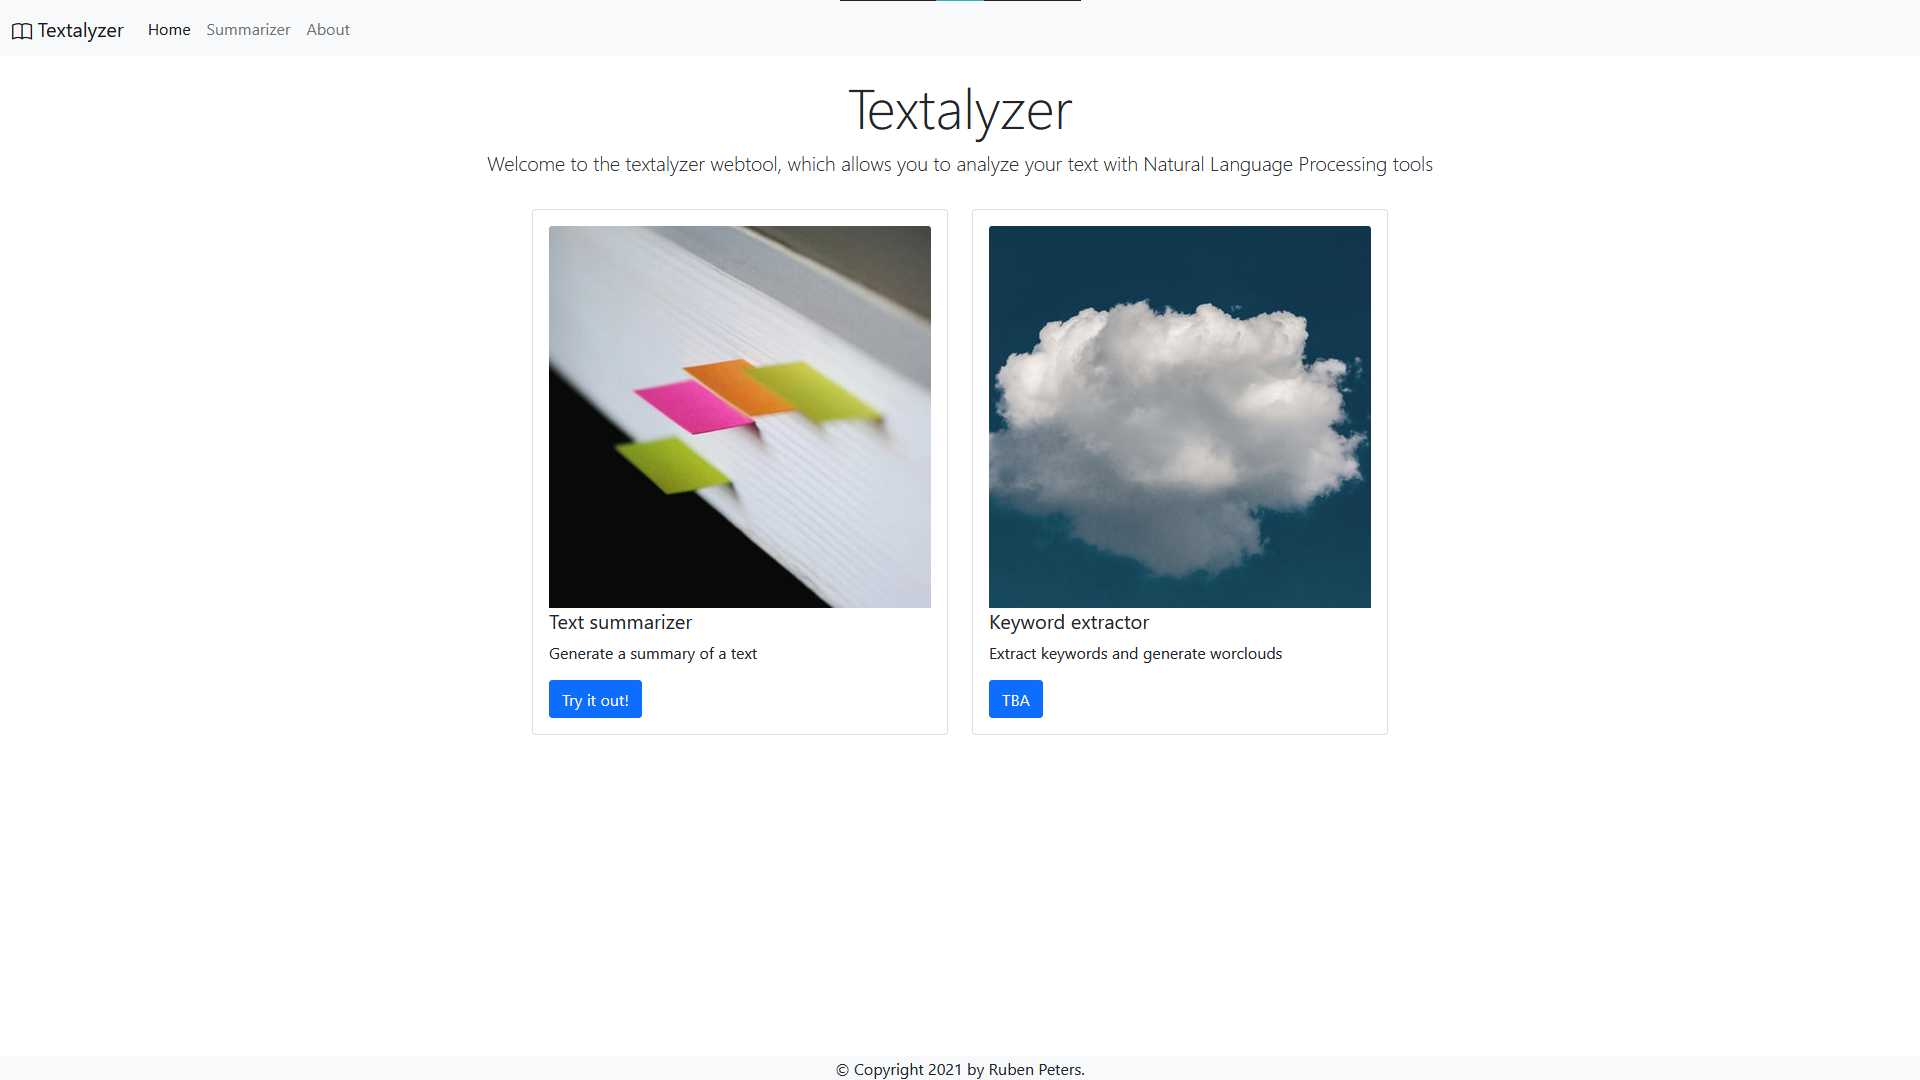 Textalyzer Home Summarizer About
Textalyzer
Welcome to the textalyzer webtool, which allows you to analyze your text with Natural Language Processing tools
Text summarizer
Generate a summary of a text
Try it out!
Keyword extractor
Extract keywords and generate worclouds
TBA
© Copyright 2021 by Ruben Peters.